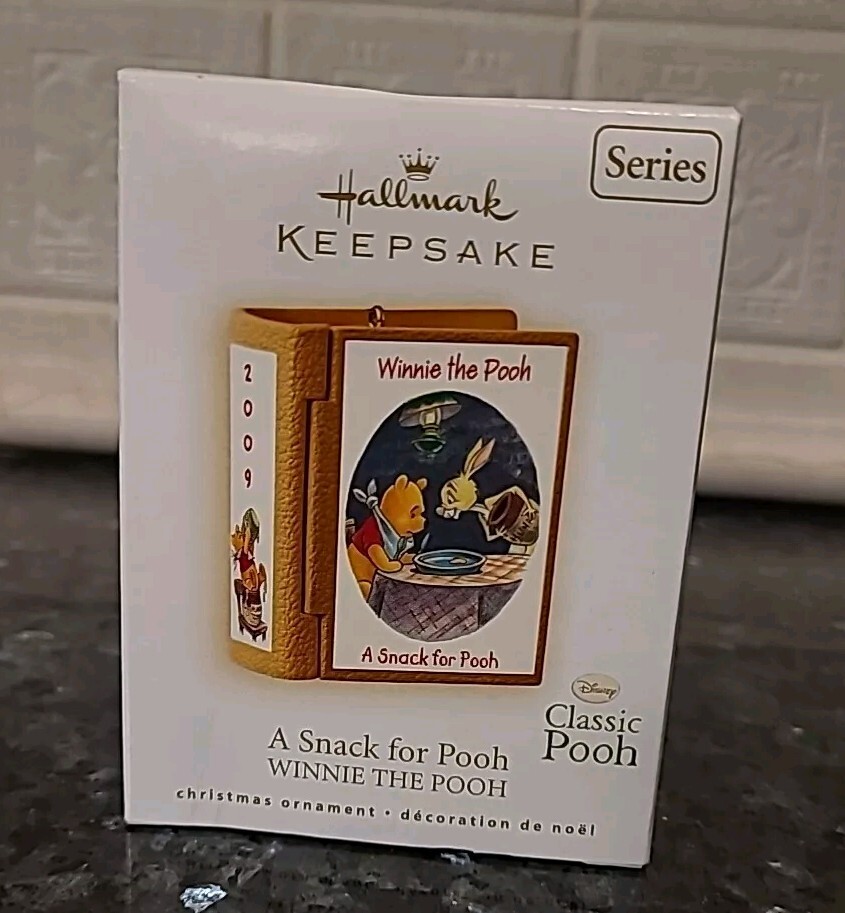 Series
Hallmark
KEEPSAKE
2
0
0
9
Winnie the Pooh
A Snack for Pooh
Disney
Classic
Pooh
A Snack for Pooh
WINNIE THE POOH
christmas ornament • décoration de noël